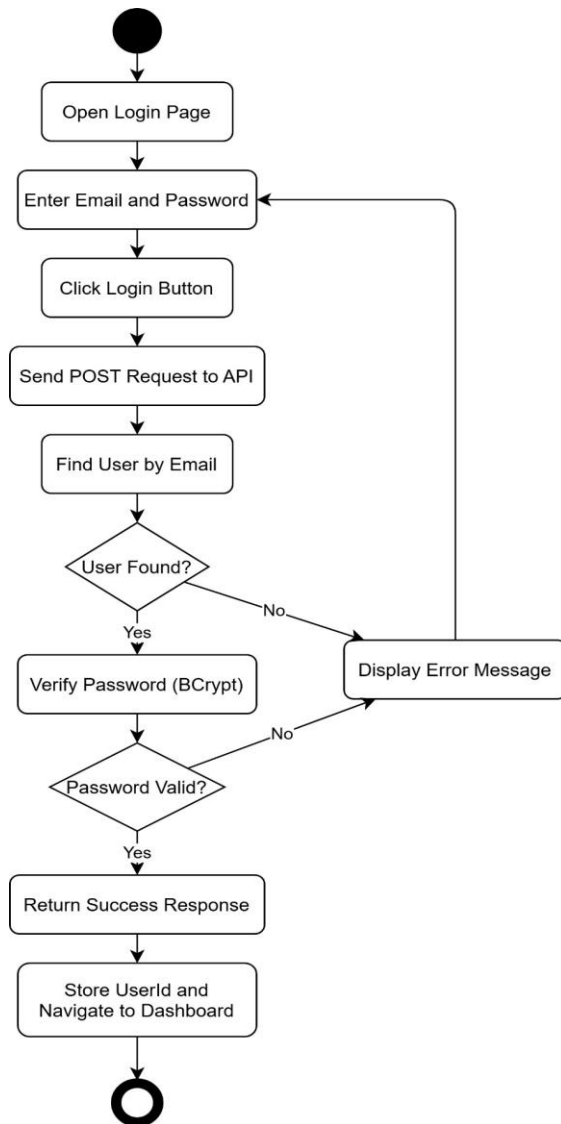 Open Login Page
Enter Email and Password
Click Login Button
Send POST Request to API
Find User by Email
User Found?
No
Yes
Display Error Message
Verify Password (BCrypt)
No
Password Valid?
Yes
Return Success Response
Store UserId and
Navigate to Dashboard